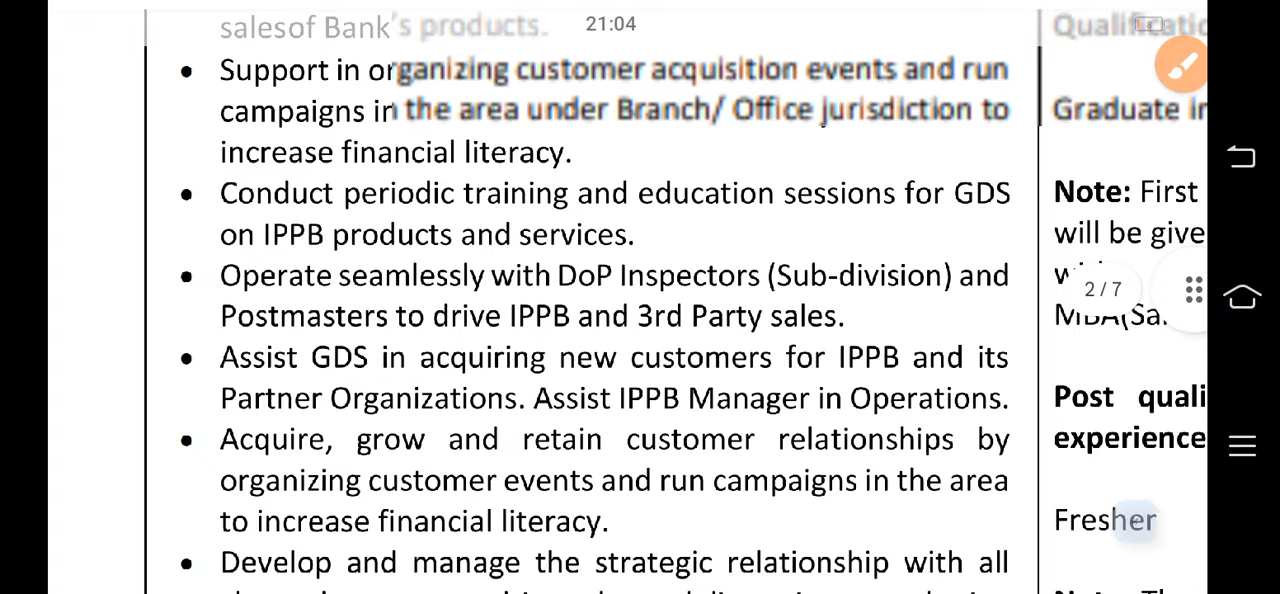 salesof Bank's products.
21:04
Support in organizing customer acquisition events and run
campaigns in the area under Branch/ Office jurisdiction to
increase financial literacy.
Conduct periodic training and education sessions for GDS
on IPPB products and services.
Operate seamlessly with DoP Inspectors (Sub-division) and
Postmasters to drive IPPB and 3rd Party sales.
Assist GDS in acquiring new customers for IPPB and its
Partner Organizations. Assist IPPB Manager in Operations.
Acquire, grow and retain customer relationships by
organizing customer events and run campaigns in the area
to increase financial literacy.
Develop and manage the strategic relationship with all
Graduate in
Note: First
will be give
2/7
Post quali
experience
Fresher